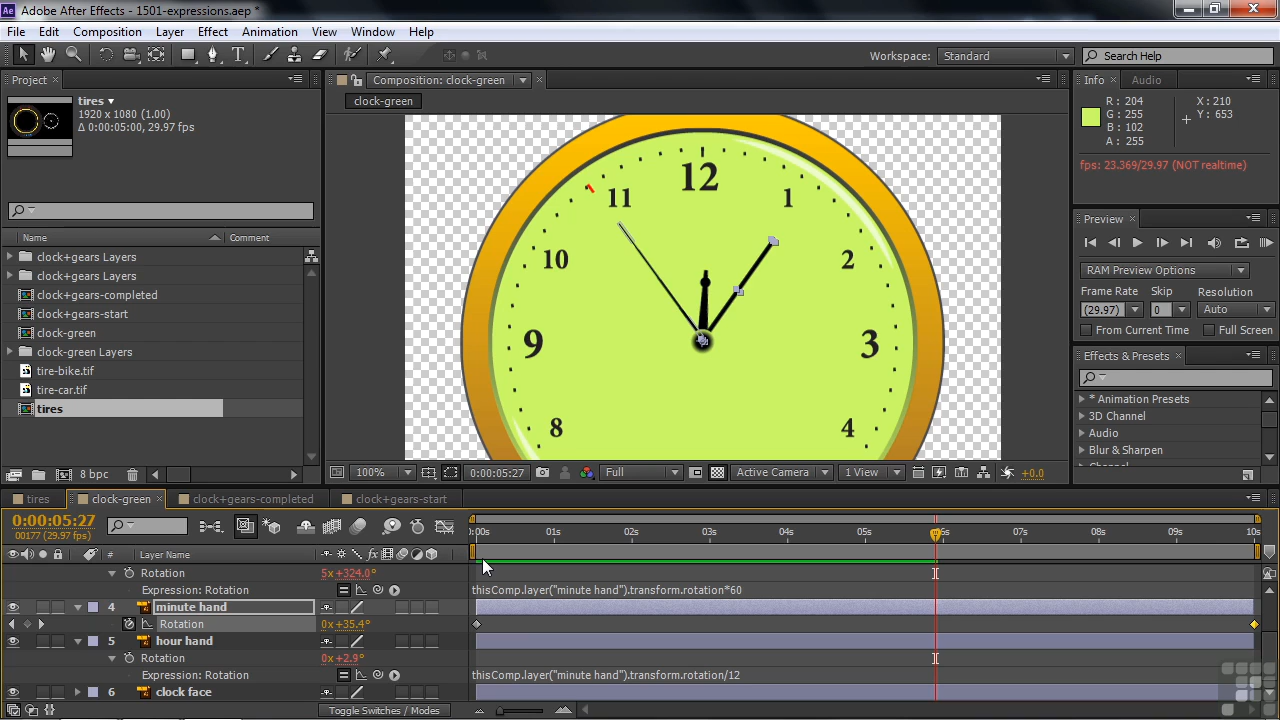 Ae Adobe After Effects - 1501-expressions.aep *
File Edit Composition Layer Effect Animation View Window Help
Workspace: Standard Search Help
Project
Composition: clock-green
Info Audio
tires
1920 x 1080 (1.00)
Δ 0:00:05:00, 29.97 fps
clock-green
R : 204
G : 255
B : 102
A : 255
X : 210
Y : 653
fps: 23.369/29.97 (NOT realtime)
Preview
RAM Preview Options
Frame Rate Skip Resolution
(29.97) 0 Auto
From Current Time Full Screen
Effects & Presets
* Animation Presets
3D Channel
Audio
Blur & Sharpen
Channel
Name Comment
clock+gears Layers
clock+gears Layers
clock+gears-completed
clock+gears-start
clock-green
clock-green Layers
tire-bike.tif
tire-car.tif
tires
8 bpc
12
11 1
10 2
9 3
8 4
100% 0:00:05:27 Full Active Camera 1 View +0.0
tires clock-green clock+gears-completed clock+gears-start
0:00:05:27
00177 (29.97 fps)
:00s 01s 02s 03s 04s 05s 6s 07s 08s 09s 10s
# Layer Name
Rotation 5x+324.0°
Expression: Rotation thisComp.layer("minute hand").transform.rotation*60
4 minute hand
Rotation 0x+35.4°
5 hour hand
Rotation 0x+2.9°
Expression: Rotation thisComp.layer("minute hand").transform.rotation/12
6 clock face
Toggle Switches / Modes